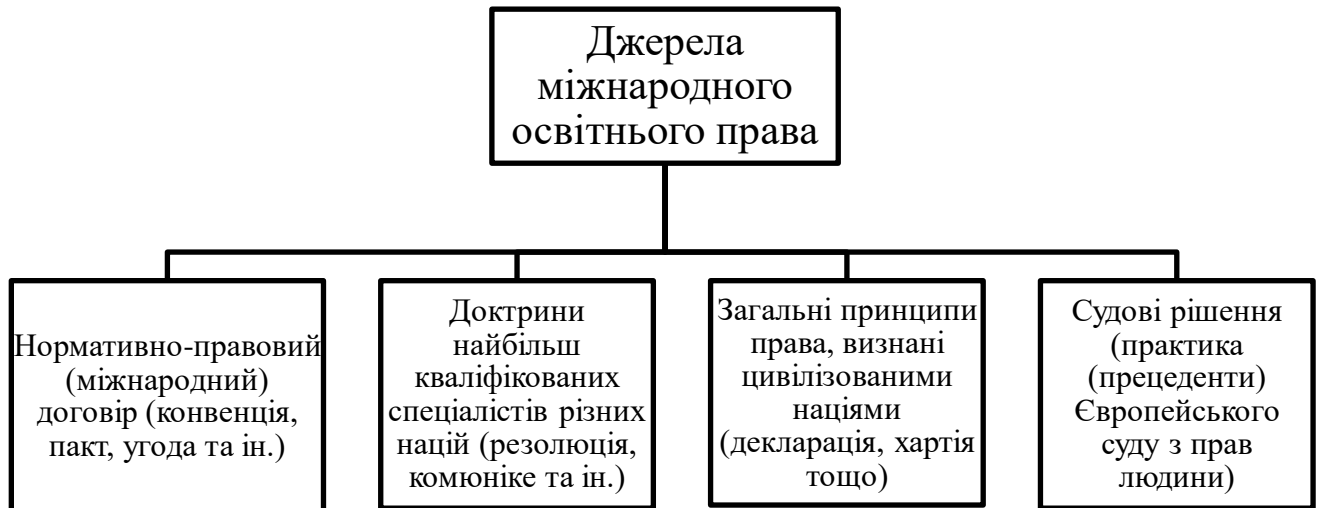 Джерела
міжнародного
освітнього права
Нормативно-правовий
(міжнародний)
договір (конвенція,
пакт, угода та ін.)
Доктрини
найбільш
кваліфікованих
спеціалістів різних
націй (резолюція,
комюніке та ін.)
Загальні принципи
права, визнані
цивілізованими
націями
(декларація, хартія
тощо)
Судові рішення
(практика
(прецеденти)
Європейського
суду з прав
людини)